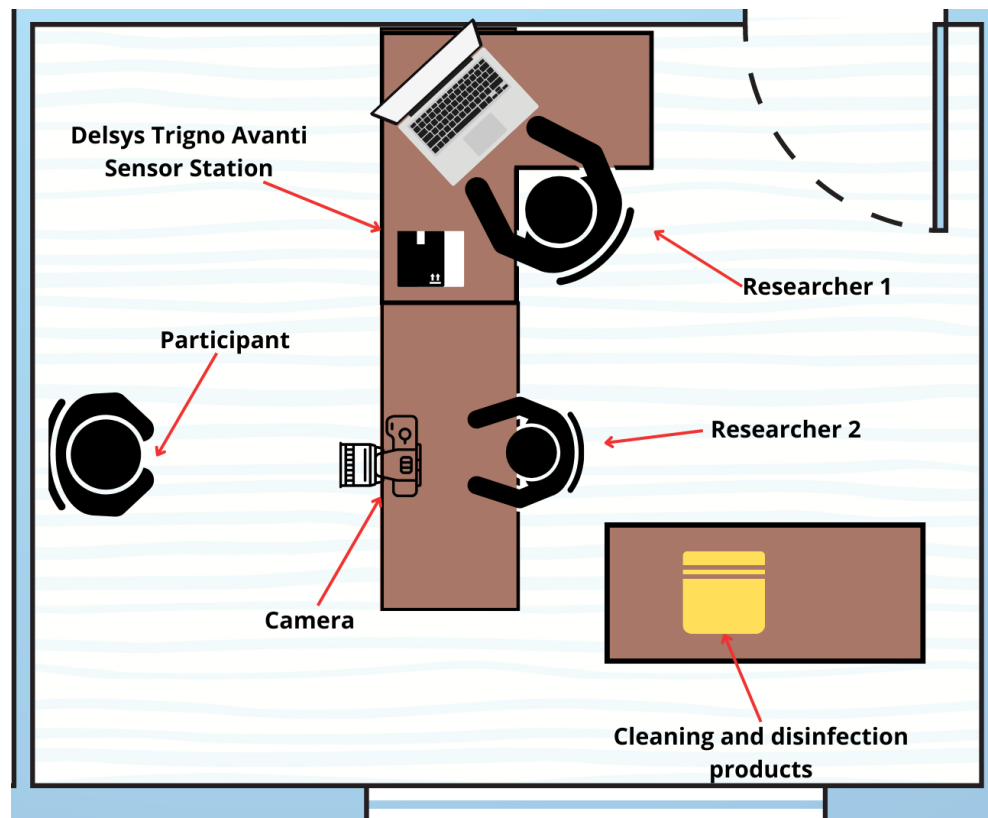 Delsys Trigno Avanti
Sensor Station
Researcher 1
Participant
Researcher 2
Camera
Cleaning and disinfection
products